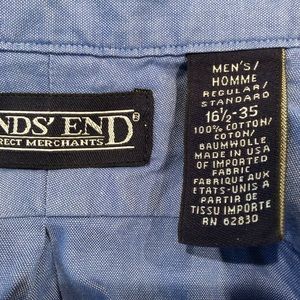 NDS' END®
RECT MERCHANTS
MEN'S/
HOMME
REGULAR/
STANDARD
16½-35
100% COTTON/
COTON/
BAUMWOLLE
MADE IN USA
OF IMPORTED
FABRIC
FABRIQUE AUX
ETATS-UNIS A
PARTIR DE
TISSU IMPORTE
RN 62830